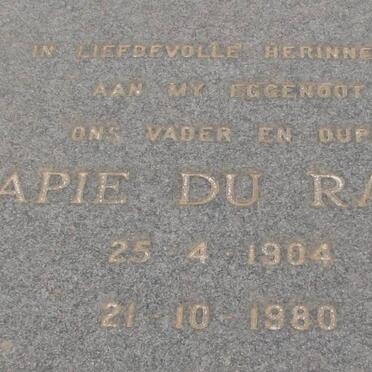 IN LIEFDEVOLLE HERINNE
AAN MY EGGENOOT
ONS VADER EN OUP
APIE DU RA
25 - 4 - 1904
21 - 10 - 1980